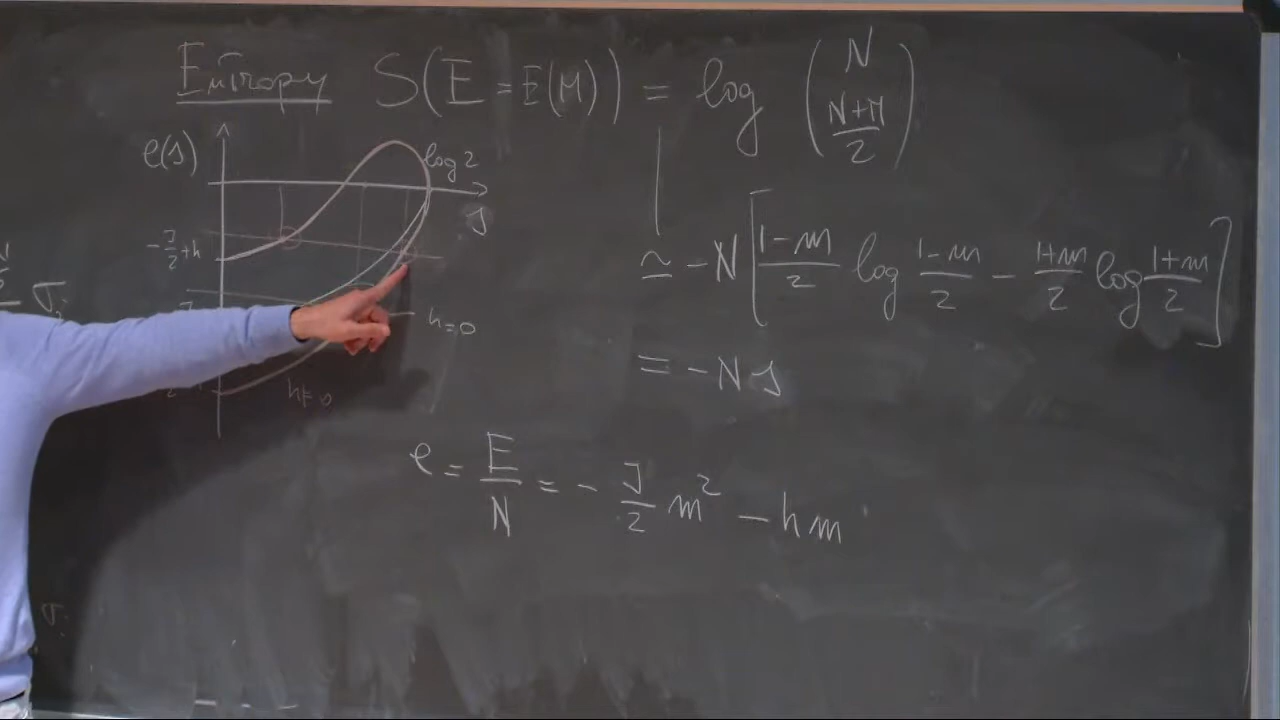 Entropy S(E = E(M)) = log (N / (N+M)/2)
e(s) log 2
s
-J/2+h
≃ -N [ (1-m)/2 log (1-m)/2 - (1+m)/2 log (1+m)/2 ]
h=0
= -N s
h≠0
e = E/N = - J/2 m² - hm